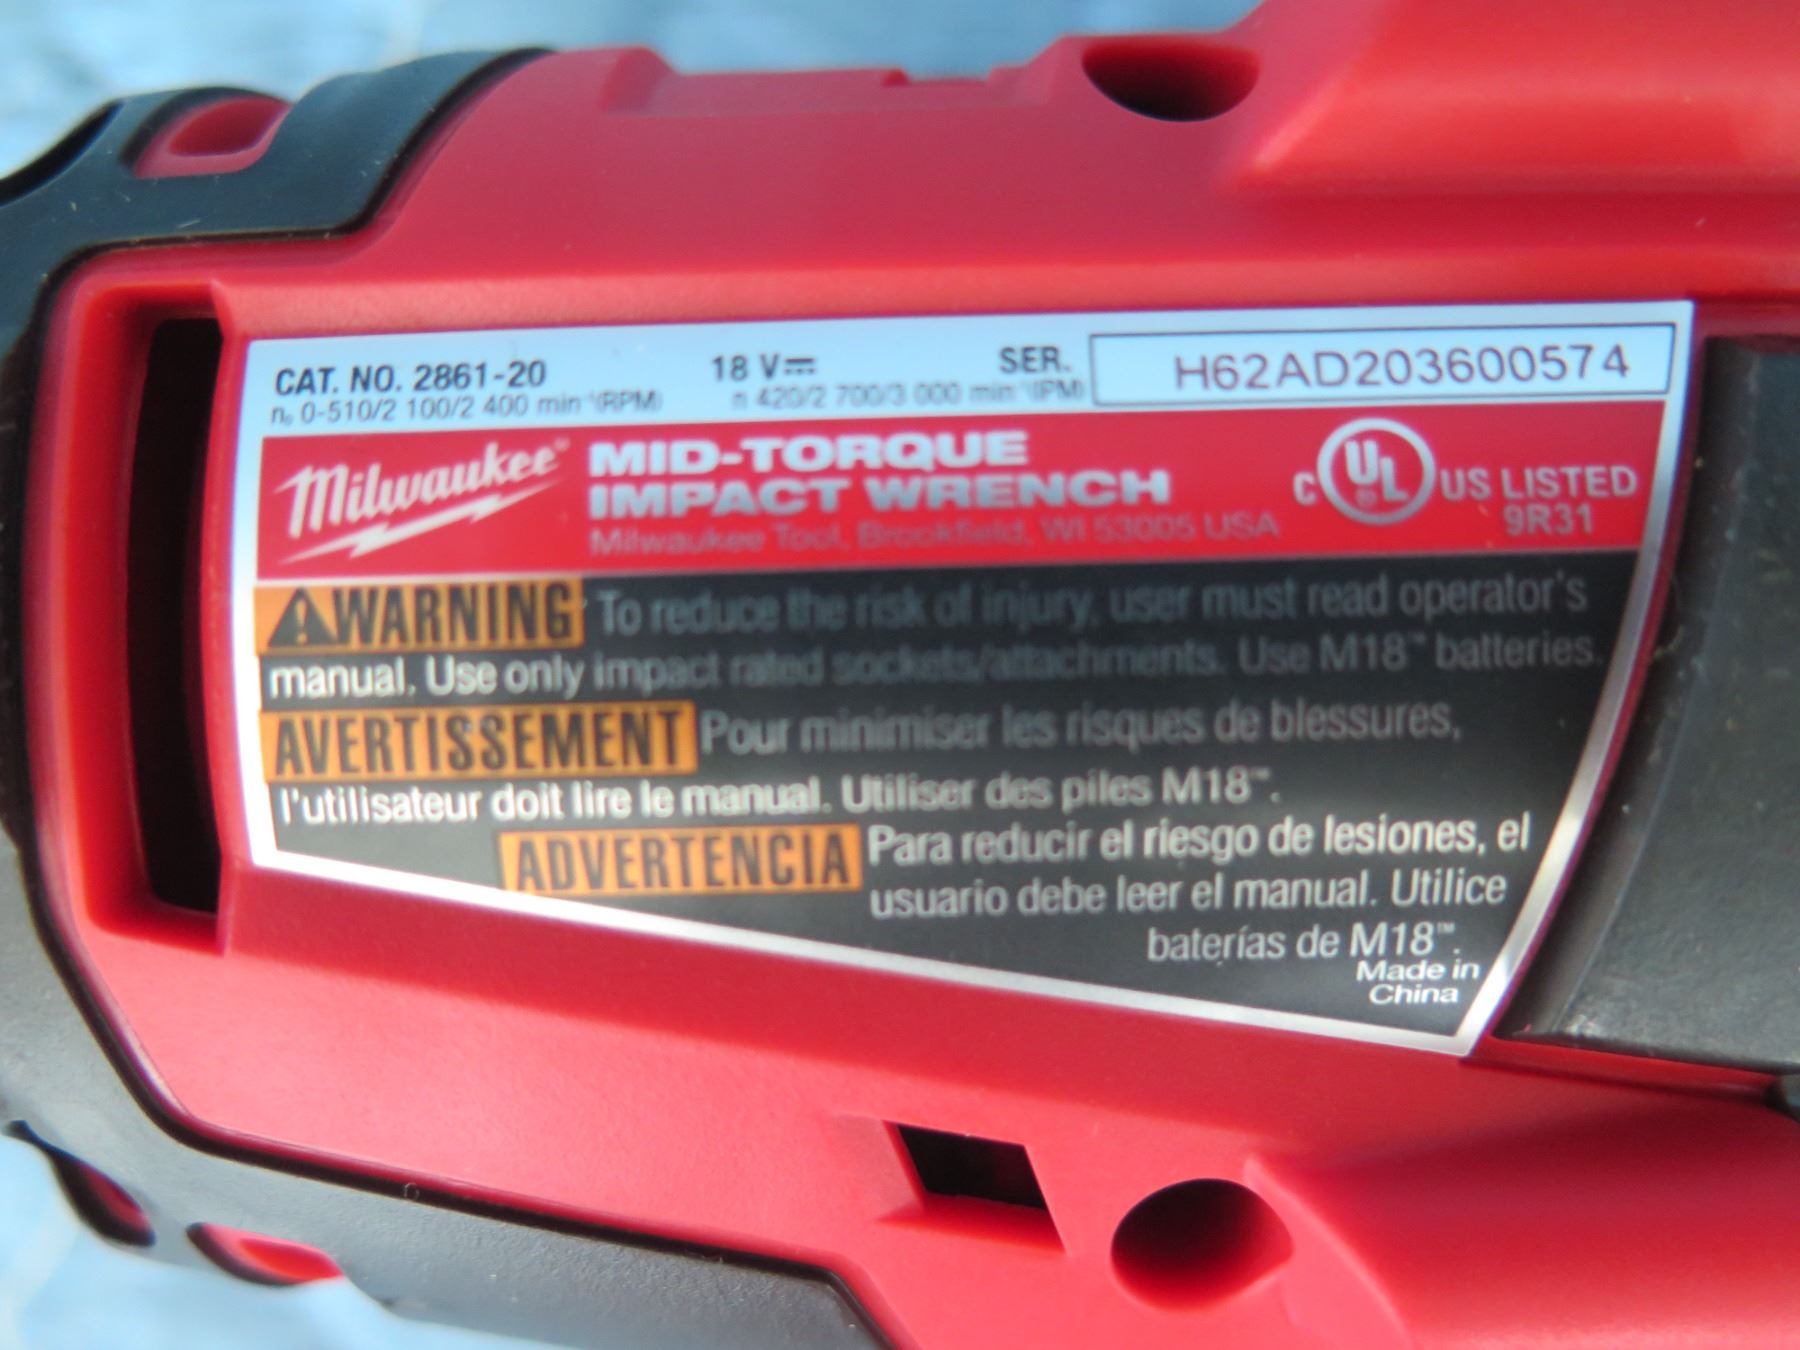 CAT. NO. 2861-20 18 V⎓ SER. H62AD203600574
n₀ 0-510/2 100/2 400 min⁻¹(RPM) n 420/2 700/3 000 min⁻¹(IPM)
Milwaukee® MID-TORQUE
IMPACT WRENCH
Milwaukee Tool, Brookfield, WI 53005 USA
C UL® US LISTED
9R31
⚠WARNING To reduce the risk of injury, user must read operator's
manual. Use only impact rated sockets/attachments. Use M18™ batteries.
AVERTISSEMENT Pour minimiser les risques de blessures,
l'utilisateur doit lire le manual. Utiliser des piles M18™.
ADVERTENCIA Para reducir el riesgo de lesiones, el
usuario debe leer el manual. Utilice
baterías de M18™.
Made in
China